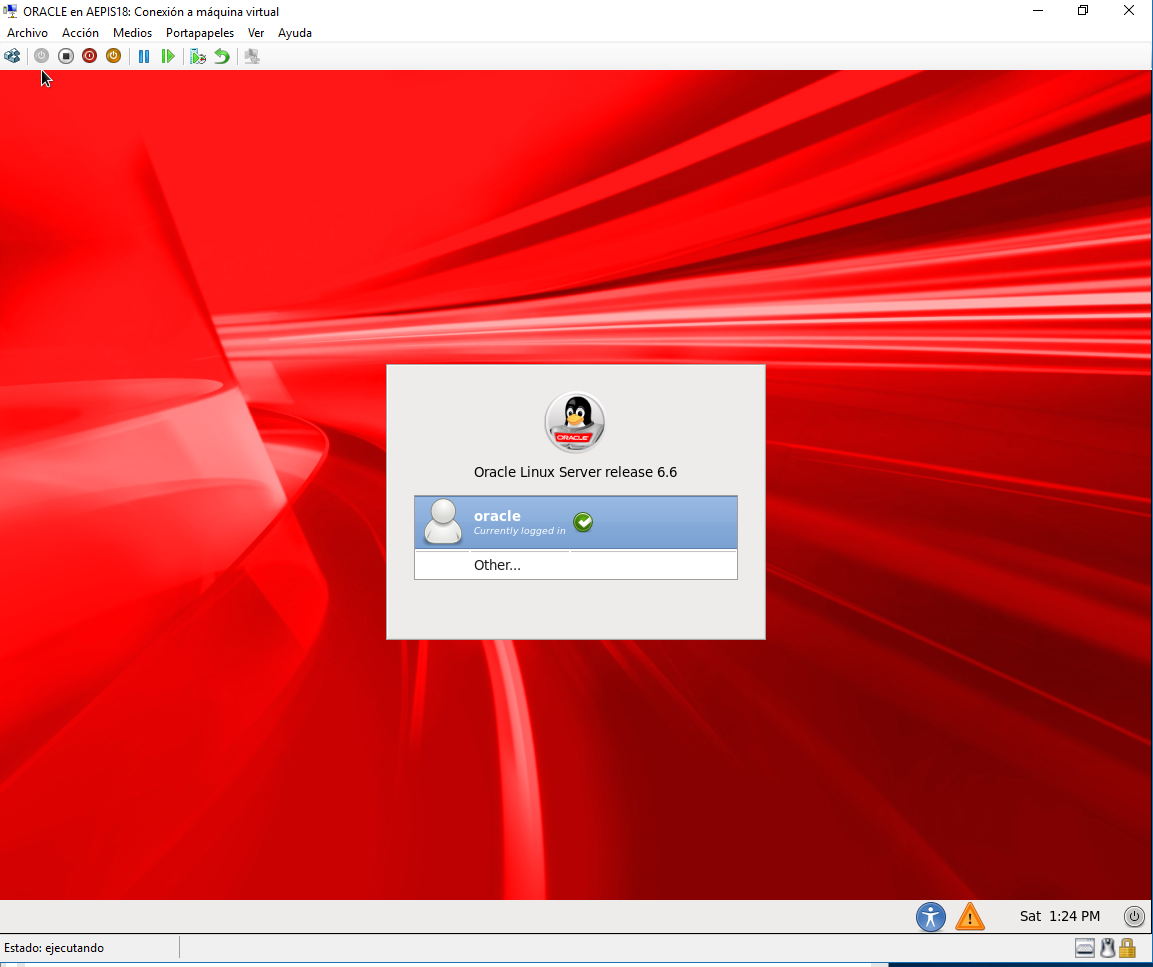 ORACLE en AEPIS18: Conexión a máquina virtual
Archivo Acción Medios Portapapeles Ver Ayuda
ORACLE
Oracle Linux Server release 6.6
oracle
Currently logged in
Other...
Sat 1:24 PM
Estado: ejecutando